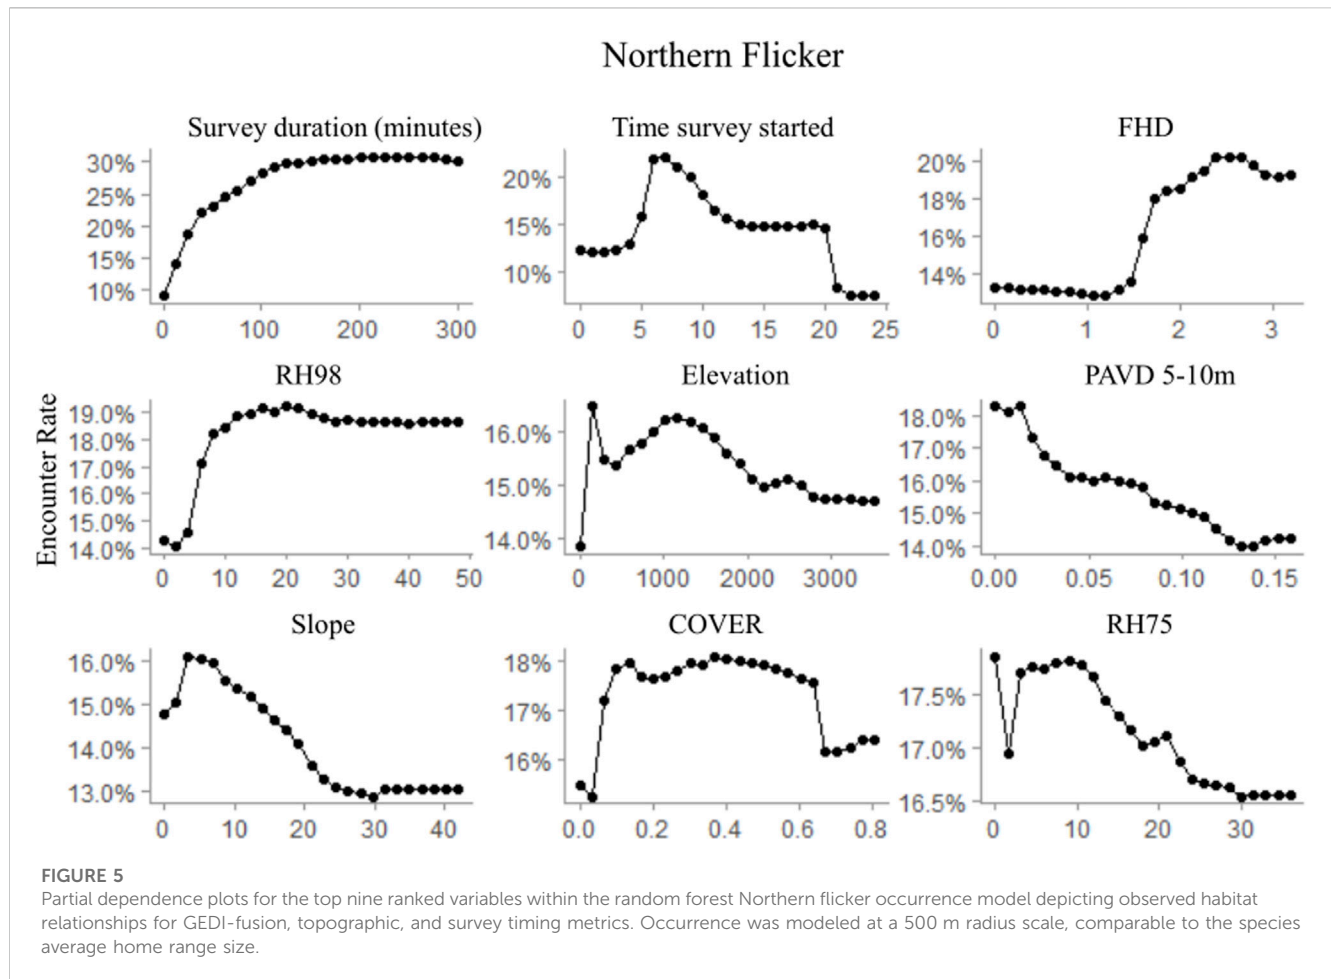 Northern Flicker
Survey duration (minutes)
Time survey started
FHD
30%
25%
20%
15%
10%
0 100 200 300
20%
15%
10%
0 5 10 15 20 25
20%
18%
16%
14%
0 1 2 3
Encounter Rate
RH98
Elevation
PAVD 5-10m
19.0%
18.0%
17.0%
16.0%
15.0%
14.0%
0 10 20 30 40 50
16.0%
15.0%
14.0%
0 1000 2000 3000
18.0%
17.0%
16.0%
15.0%
14.0%
0.00 0.05 0.10 0.15
Slope
COVER
RH75
16.0%
15.0%
14.0%
13.0%
0 10 20 30 40
18%
17%
16%
0.0 0.2 0.4 0.6 0.8
17.5%
17.0%
16.5%
0 10 20 30
FIGURE 5
Partial dependence plots for the top nine ranked variables within the random forest Northern flicker occurrence model depicting observed habitat
relationships for GEDI-fusion, topographic, and survey timing metrics. Occurrence was modeled at a 500 m radius scale, comparable to the species
average home range size.